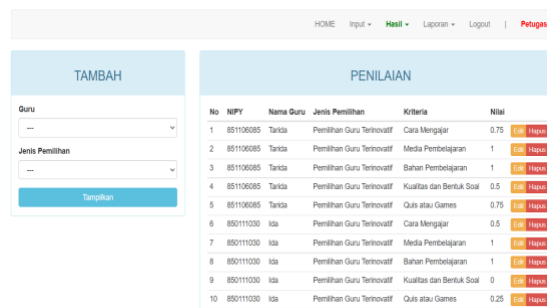 HOME Input Hasil Laporan Logout | Petugas
TAMBAH
Guru
---
Jenis Pemilihan
---
Tampilkan
PENILAIAN
No NIPY Nama Guru Jenis Pemilihan Kriteria Nilai
1 851106085 Tarida Pemilihan Guru Terinovatif Cara Mengajar 0.75 Edit Hapus
2 851106085 Tarida Pemilihan Guru Terinovatif Media Pembelajaran 1 Edit Hapus
3 851106085 Tarida Pemilihan Guru Terinovatif Bahan Pembelajaran 1 Edit Hapus
4 851106085 Tarida Pemilihan Guru Terinovatif Kualitas dan Bentuk Soal 0.5 Edit Hapus
5 851106085 Tarida Pemilihan Guru Terinovatif Quis atau Games 0.75 Edit Hapus
6 850111030 Ida Pemilihan Guru Terinovatif Cara Mengajar 0.5 Edit Hapus
7 850111030 Ida Pemilihan Guru Terinovatif Media Pembelajaran 1 Edit Hapus
8 850111030 Ida Pemilihan Guru Terinovatif Bahan Pembelajaran 1 Edit Hapus
9 850111030 Ida Pemilihan Guru Terinovatif Kualitas dan Bentuk Soal 0 Edit Hapus
10 850111030 Ida Pemilihan Guru Terinovatif Quis atau Games 0.25 Edit Hapus